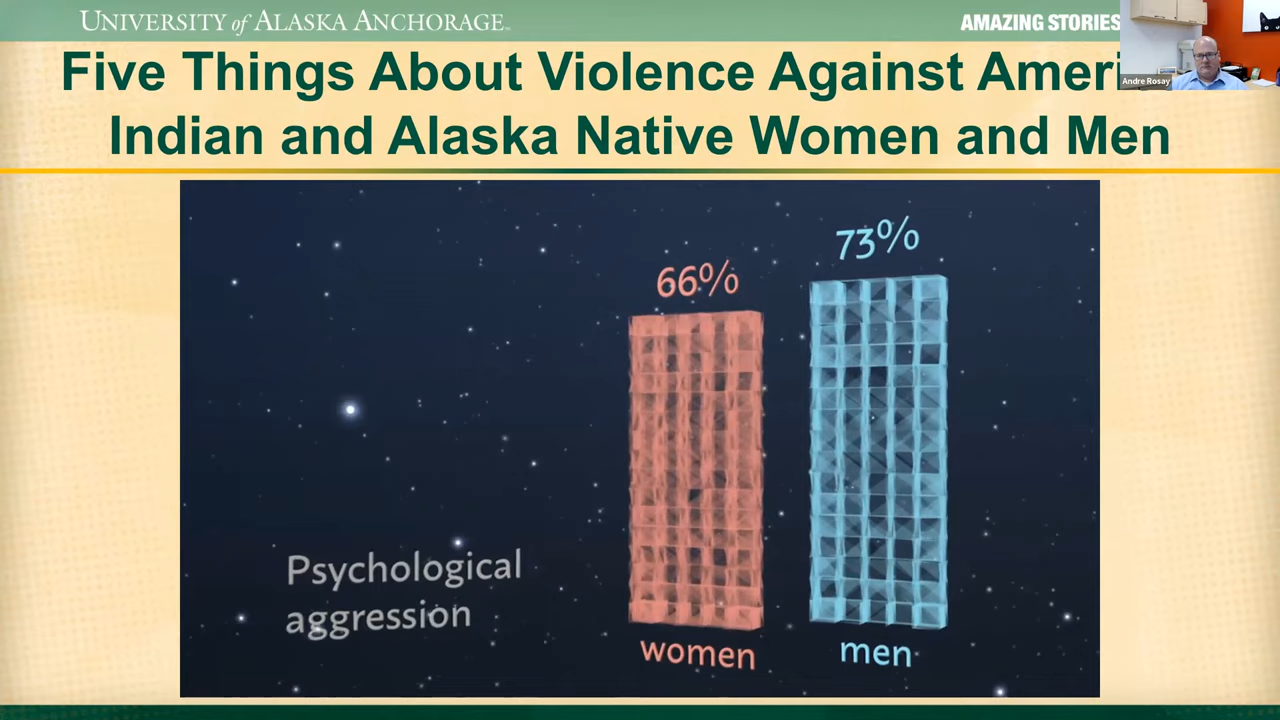 UNIVERSITY of ALASKA ANCHORAGE
AMAZING STORIES
Andre Rosay
Five Things About Violence Against Ameri
Indian and Alaska Native Women and Men
73%
66%
Psychological
aggression
women
men